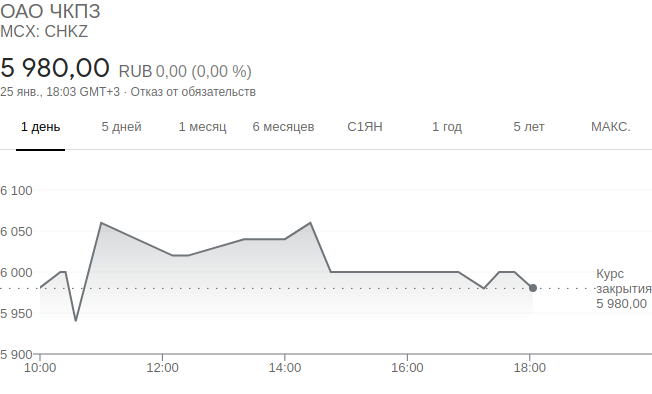 ОАО ЧКПЗ
MCX: CHKZ
5 980,00 RUB 0,00 (0,00 %)
25 янв., 18:03 GMT+3 · Отказ от обязательств
1 день 5 дней 1 месяц 6 месяцев С1ЯН 1 год 5 лет МАКС.
6 100
6 050
6 000
5 950
5 900
Курс
закрытия
5 980,00
10:00 12:00 14:00 16:00 18:00